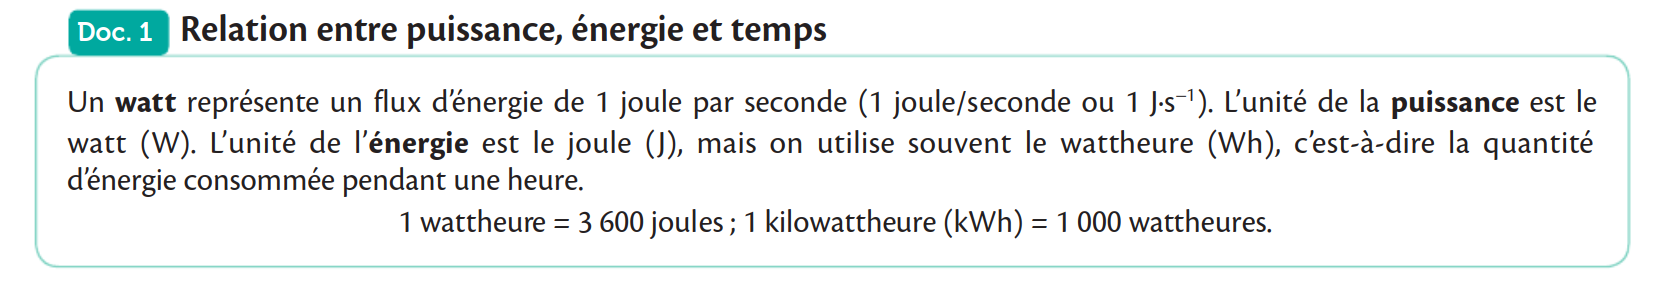 Doc. 1 Relation entre puissance, énergie et temps
Un watt représente un flux d’énergie de 1 joule par seconde (1 joule/seconde ou 1 J·s⁻¹). L’unité de la puissance est le
watt (W). L’unité de l’énergie est le joule (J), mais on utilise souvent le wattheure (Wh), c’est-à-dire la quantité
d’énergie consommée pendant une heure.
1 wattheure = 3 600 joules ; 1 kilowattheure (kWh) = 1 000 wattheures.